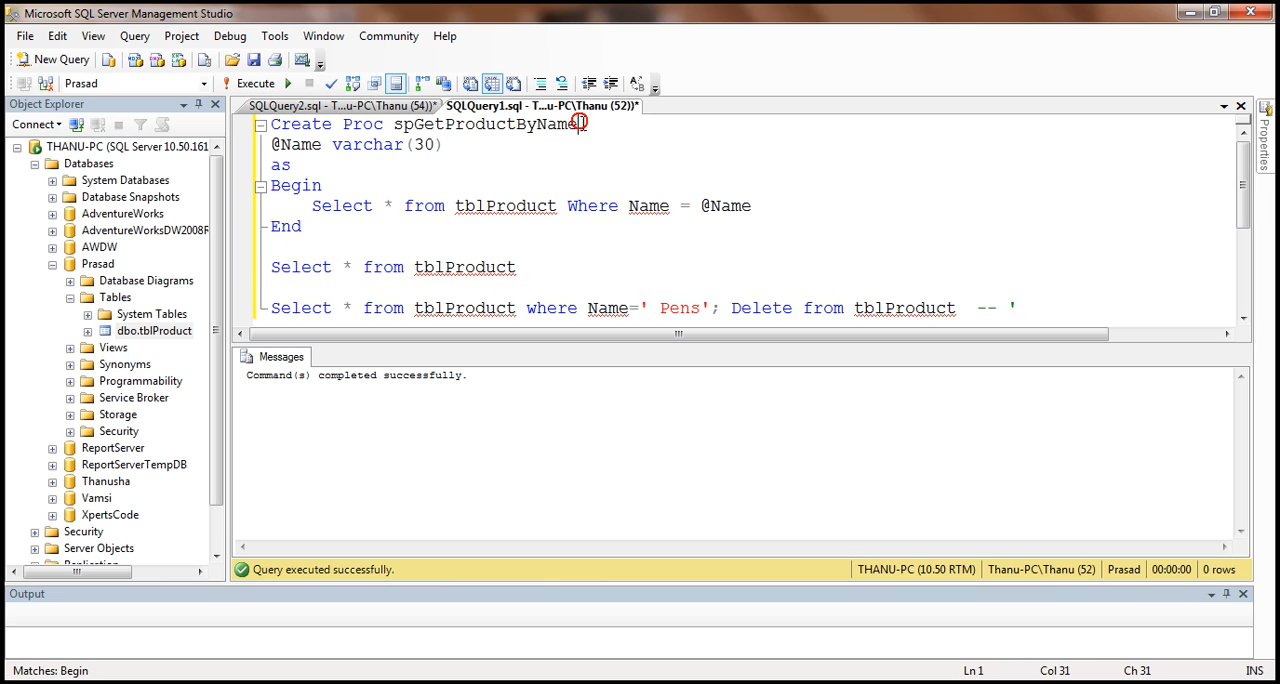 Microsoft SQL Server Management Studio
File Edit View Query Project Debug Tools Window Community Help
New Query
Prasad Execute
Object Explorer
SQLQuery2.sql - T...u-PC\Thanu (54))* SQLQuery1.sql - T...u-PC\Thanu (52))*
Connect
THANU-PC (SQL Server 10.50.161
Databases
System Databases
Database Snapshots
AdventureWorks
AdventureWorksDW2008R
AWDW
Prasad
Database Diagrams
Tables
System Tables
dbo.tblProduct
Views
Synonyms
Programmability
Service Broker
Storage
Security
ReportServer
ReportServerTempDB
Thanusha
Vamsi
XpertsCode
Security
Server Objects
Replication
Create Proc spGetProductByName
@Name varchar(30)
as
Begin
Select * from tblProduct Where Name = @Name
End
Select * from tblProduct
Select * from tblProduct where Name=' Pens'; Delete from tblProduct -- '
Messages
Command(s) completed successfully.
Query executed successfully. THANU-PC (10.50 RTM) Thanu-PC\Thanu (52) Prasad 00:00:00 0 rows
Properties
Output
Matches: Begin Ln 1 Col 31 Ch 31 INS